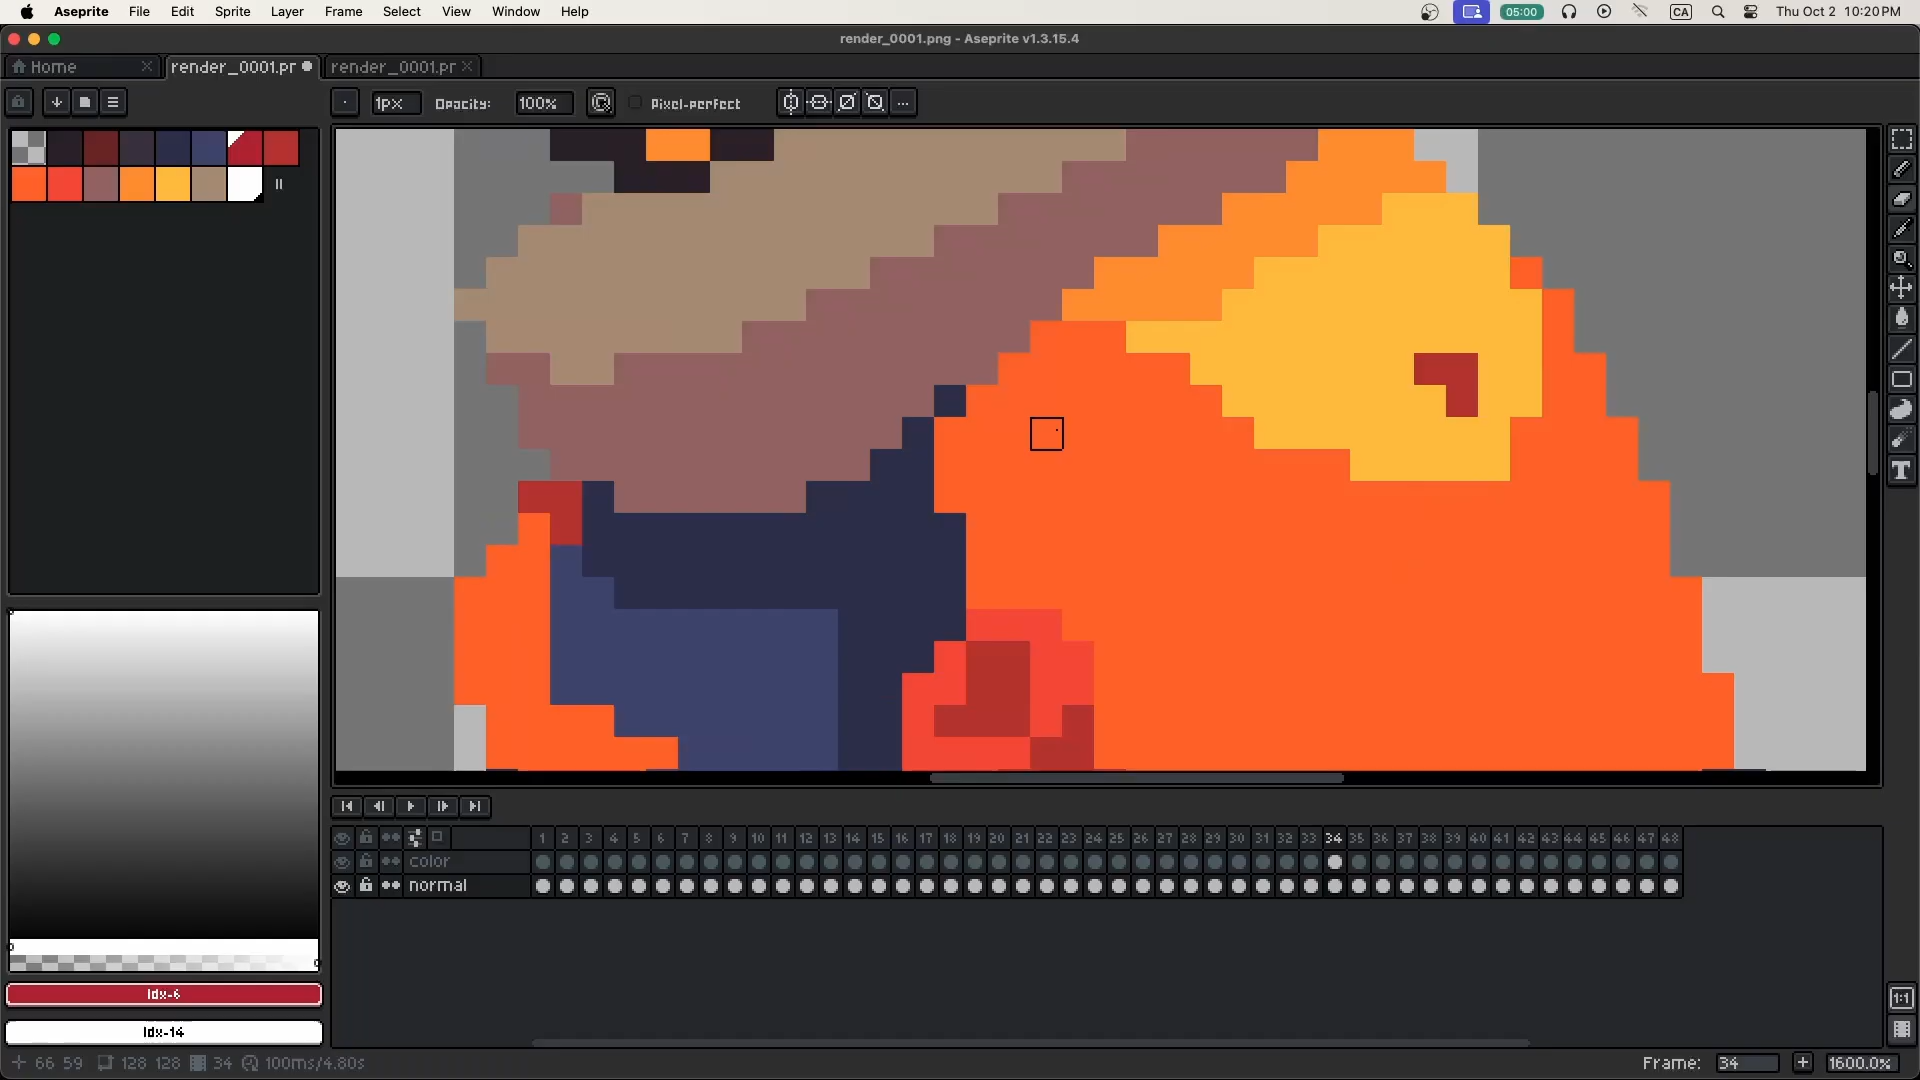 Aseprite File Edit Sprite Layer Frame Select View Window Help 05:00 CA Thu Oct 2 10:20 PM
render_0001.png - Aseprite v1.3.15.4
Home render_0001.pr render_0001.pr
1px Opacity: 100% Pixel-perfect
1 2 3 4 5 6 7 8 9 10 11 12 13 14 15 16 17 18 19 20 21 22 23 24 25 26 27 28 29 30 31 32 33 34 35 36 37 38 39 40 41 42 43 44 45 46 47 48
color
normal
Idx-6
Idx-14
1:1
66 59 128 128 34 100ms/4.80s Frame: 34 + 1600.0%